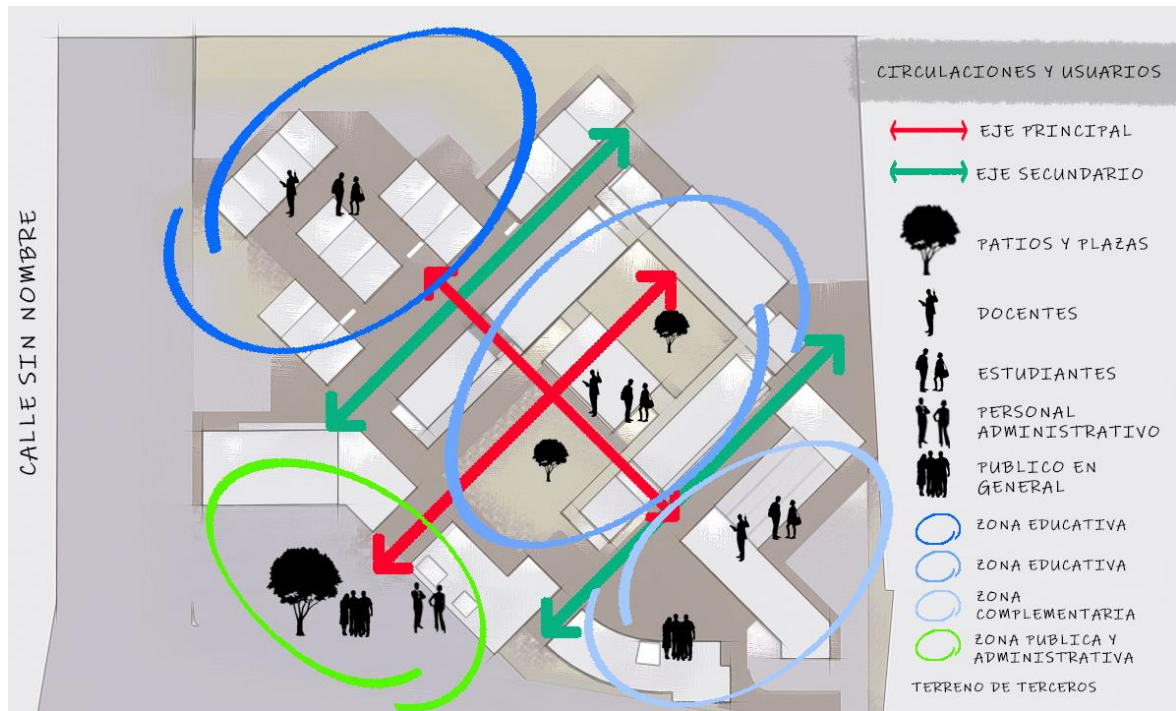 CALLE SIN NOMBRE
CIRCULACIONES Y USUARIOS
EJE PRINCIPAL
EJE SECUNDARIO
PATIOS Y PLAZAS
DOCENTES
ESTUDIANTES
PERSONAL
ADMINISTRATIVO
PUBLICO EN
GENERAL
ZONA EDUCATIVA
ZONA EDUCATIVA
ZONA
COMPLEMENTARIA
ZONA PUBLICA Y
ADMINISTRATIVA
TERRENO DE TERCEROS